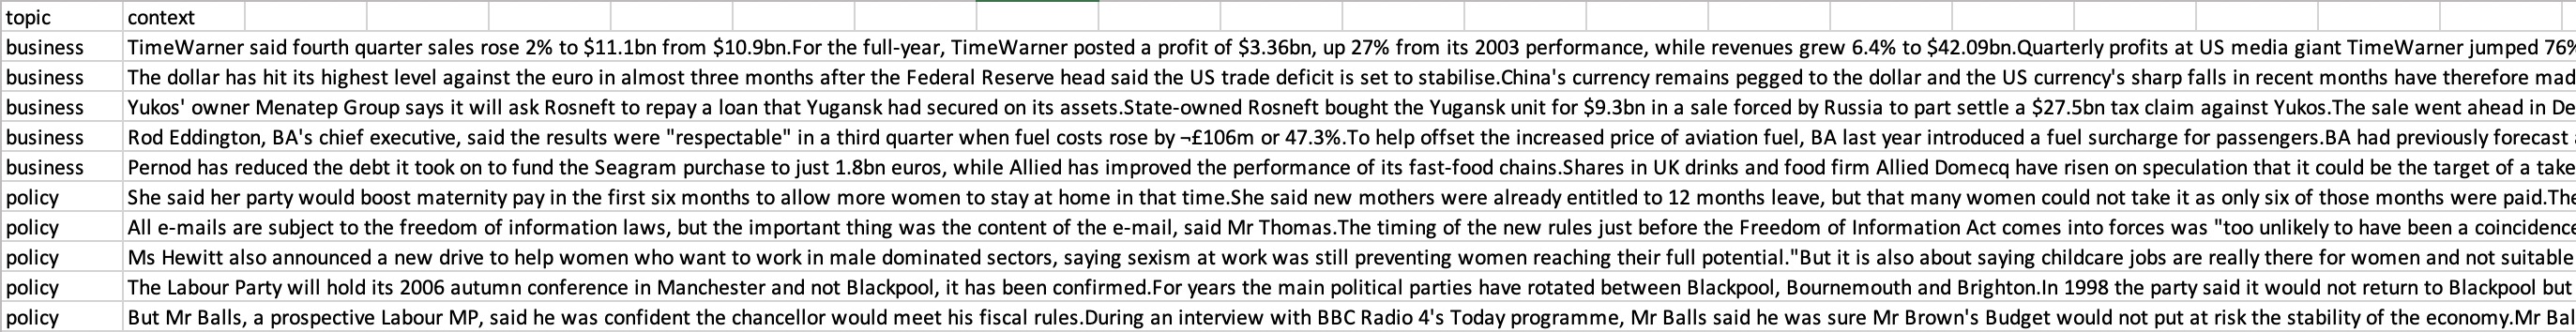 topic context
business TimeWarner said fourth quarter sales rose 2% to $11.1bn from $10.9bn.For the full-year, TimeWarner posted a profit of $3.36bn, up 27% from its 2003 performance, while revenues grew 6.4% to $42.09bn.Quarterly profits at US media giant TimeWarner jumped 76%
business The dollar has hit its highest level against the euro in almost three months after the Federal Reserve head said the US trade deficit is set to stabilise.China's currency remains pegged to the dollar and the US currency's sharp falls in recent months have therefore mad
business Yukos' owner Menatep Group says it will ask Rosneft to repay a loan that Yugansk had secured on its assets.State-owned Rosneft bought the Yugansk unit for $9.3bn in a sale forced by Russia to part settle a $27.5bn tax claim against Yukos.The sale went ahead in De
business Rod Eddington, BA's chief executive, said the results were "respectable" in a third quarter when fuel costs rose by ¬£106m or 47.3%.To help offset the increased price of aviation fuel, BA last year introduced a fuel surcharge for passengers.BA had previously forecast
business Pernod has reduced the debt it took on to fund the Seagram purchase to just 1.8bn euros, while Allied has improved the performance of its fast-food chains.Shares in UK drinks and food firm Allied Domecq have risen on speculation that it could be the target of a take
policy She said her party would boost maternity pay in the first six months to allow more women to stay at home in that time.She said new mothers were already entitled to 12 months leave, but that many women could not take it as only six of those months were paid.The
policy All e-mails are subject to the freedom of information laws, but the important thing was the content of the e-mail, said Mr Thomas.The timing of the new rules just before the Freedom of Information Act comes into forces was "too unlikely to have been a coincidence
policy Ms Hewitt also announced a new drive to help women who want to work in male dominated sectors, saying sexism at work was still preventing women reaching their full potential."But it is also about saying childcare jobs are really there for women and not suitable
policy The Labour Party will hold its 2006 autumn conference in Manchester and not Blackpool, it has been confirmed.For years the main political parties have rotated between Blackpool, Bournemouth and Brighton.In 1998 the party said it would not return to Blackpool but
policy But Mr Balls, a prospective Labour MP, said he was confident the chancellor would meet his fiscal rules.During an interview with BBC Radio 4's Today programme, Mr Balls said he was sure Mr Brown's Budget would not put at risk the stability of the economy.Mr Bal